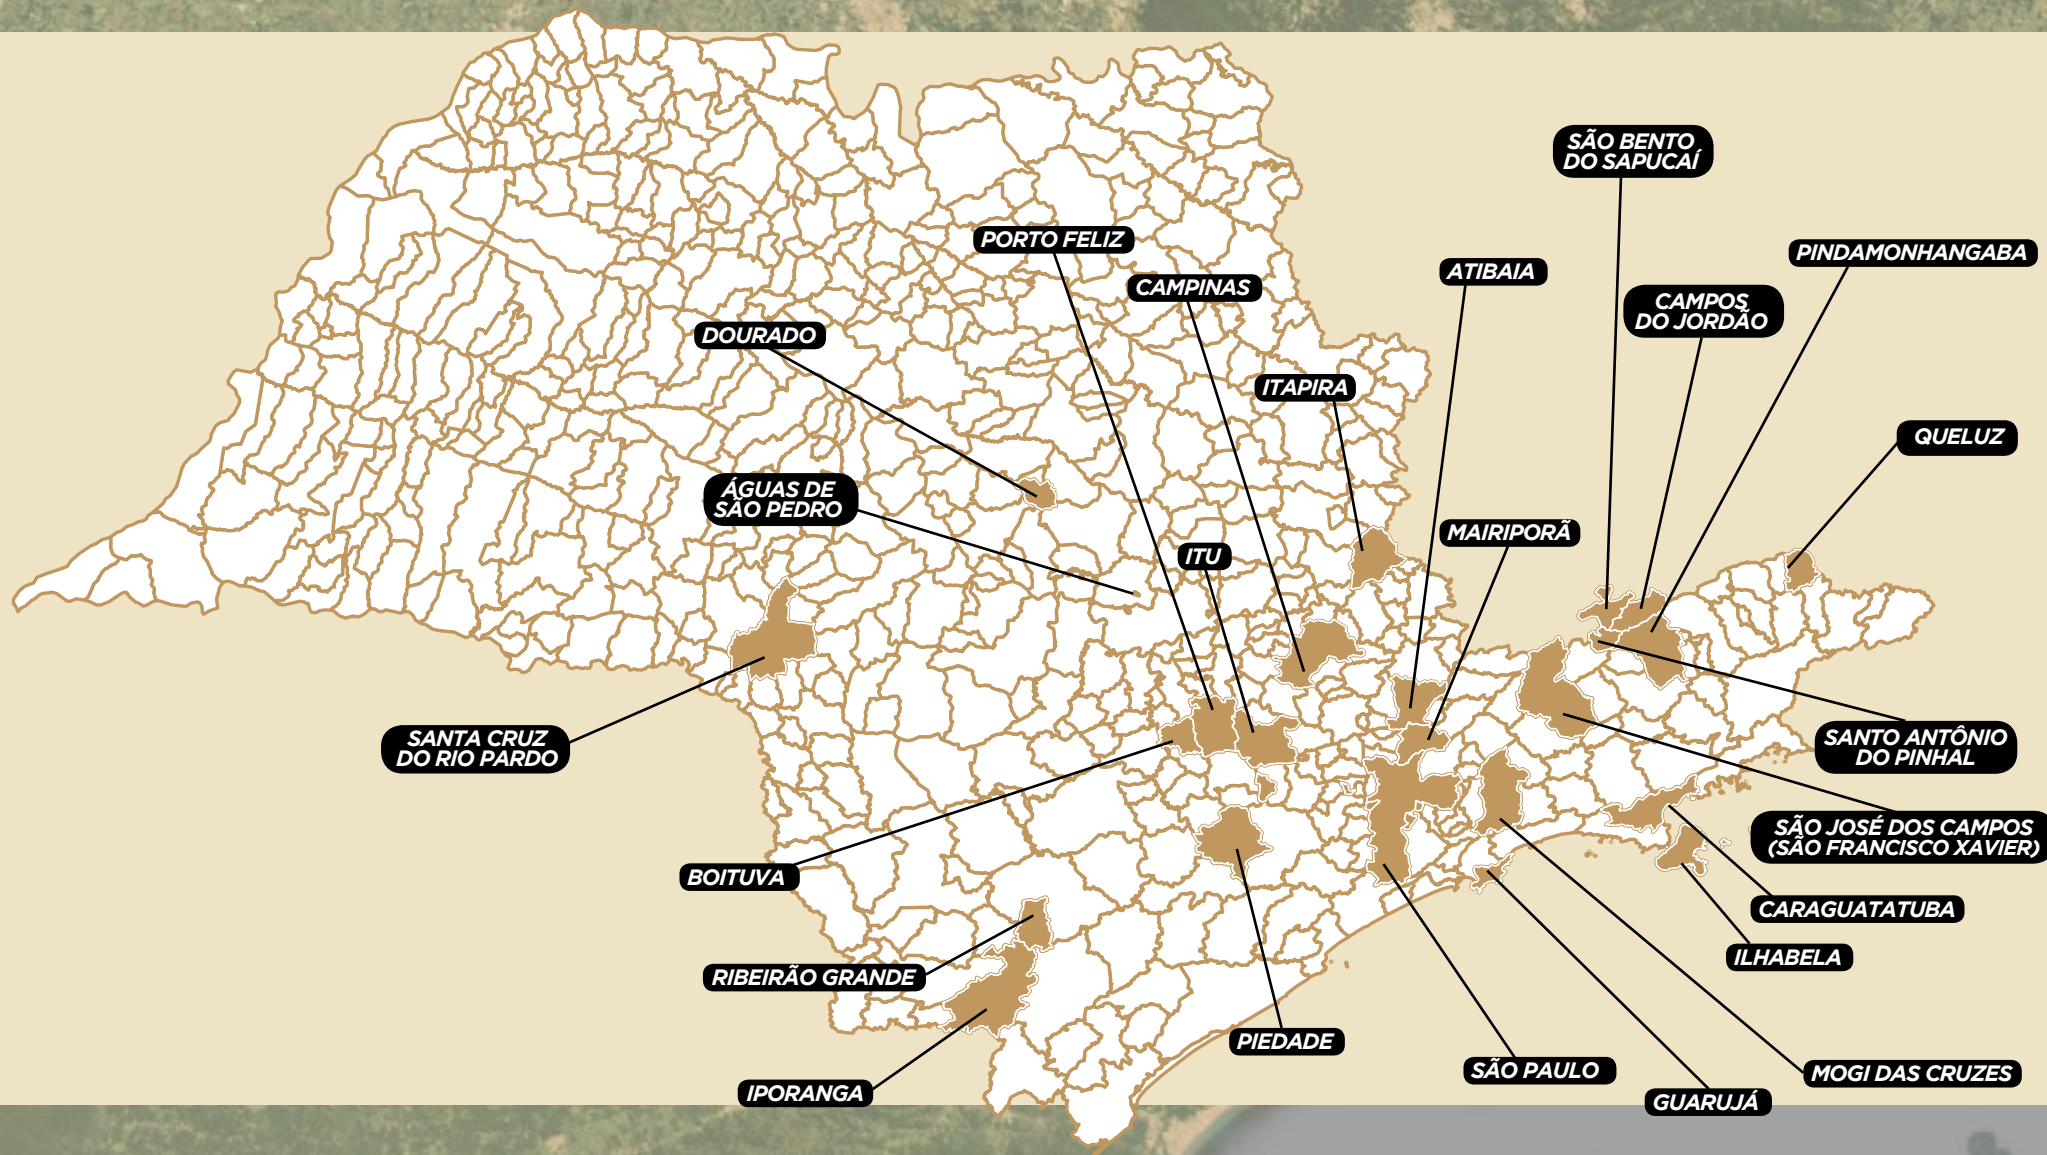 SÃO BENTO
DO SAPUCAÍ
PORTO FELIZ
PINDAMONHANGABA
ATIBAIA
CAMPINAS
CAMPOS
DO JORDÃO
DOURADO
ITAPIRA
QUELUZ
ÁGUAS DE
SÃO PEDRO
MAIRIPORÃ
ITU
SANTA CRUZ
DO RIO PARDO
SANTO ANTÔNIO
DO PINHAL
SÃO JOSÉ DOS CAMPOS
(SÃO FRANCISCO XAVIER)
BOITUVA
CARAGUATATUBA
ILHABELA
RIBEIRÃO GRANDE
PIEDADE
SÃO PAULO
MOGI DAS CRUZES
IPORANGA
GUARUJÁ